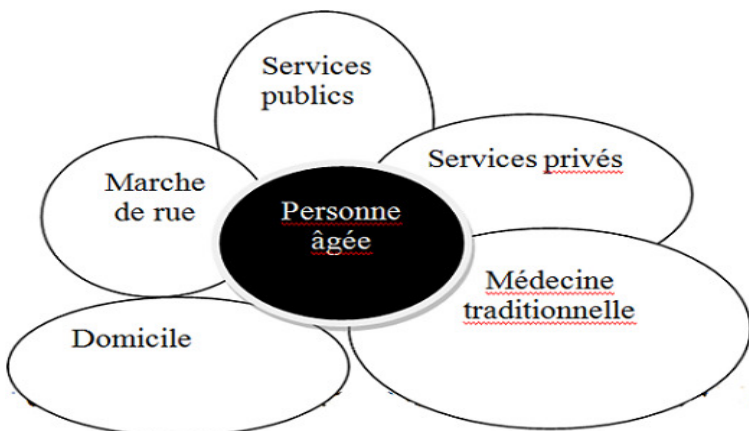 Services
publics
Services privés
Marche
de rue
Personne
âgée
Médecine
traditionnelle
Domicile